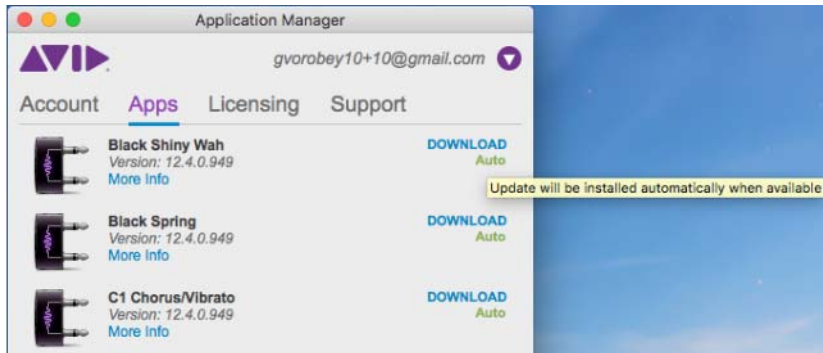 Application Manager
AVID
gvorobey10+10@gmail.com
Account Apps Licensing Support
Black Shiny Wah DOWNLOAD
Version: 12.4.0.949 Auto
More Info
Update will be installed automatically when available
Black Spring DOWNLOAD
Version: 12.4.0.949 Auto
More Info
C1 Chorus/Vibrato DOWNLOAD
Version: 12.4.0.949 Auto
More Info